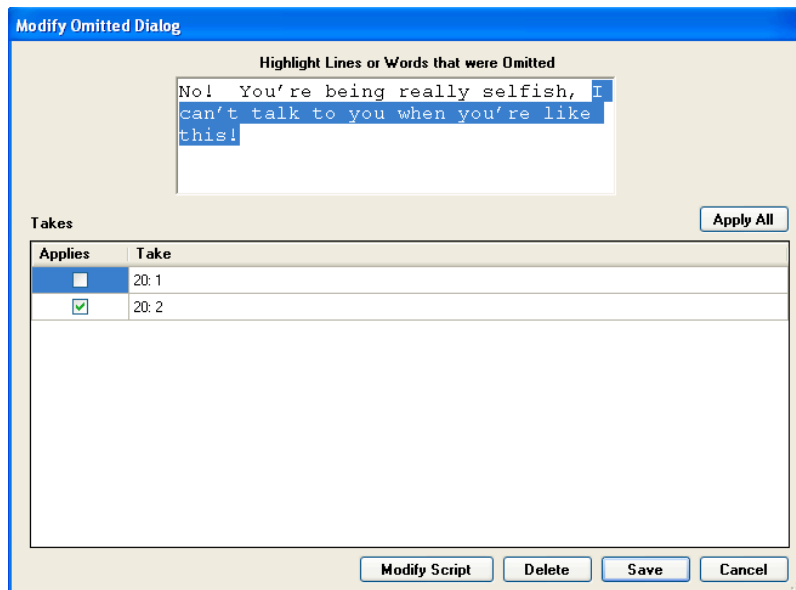 Modify Omitted Dialog
Highlight Lines or Words that were Omitted
No!  You're being really selfish, I
can't talk to you when you're like
this!
Takes
Apply All
Applies Take
20: 1
20: 2
Modify Script Delete Save Cancel